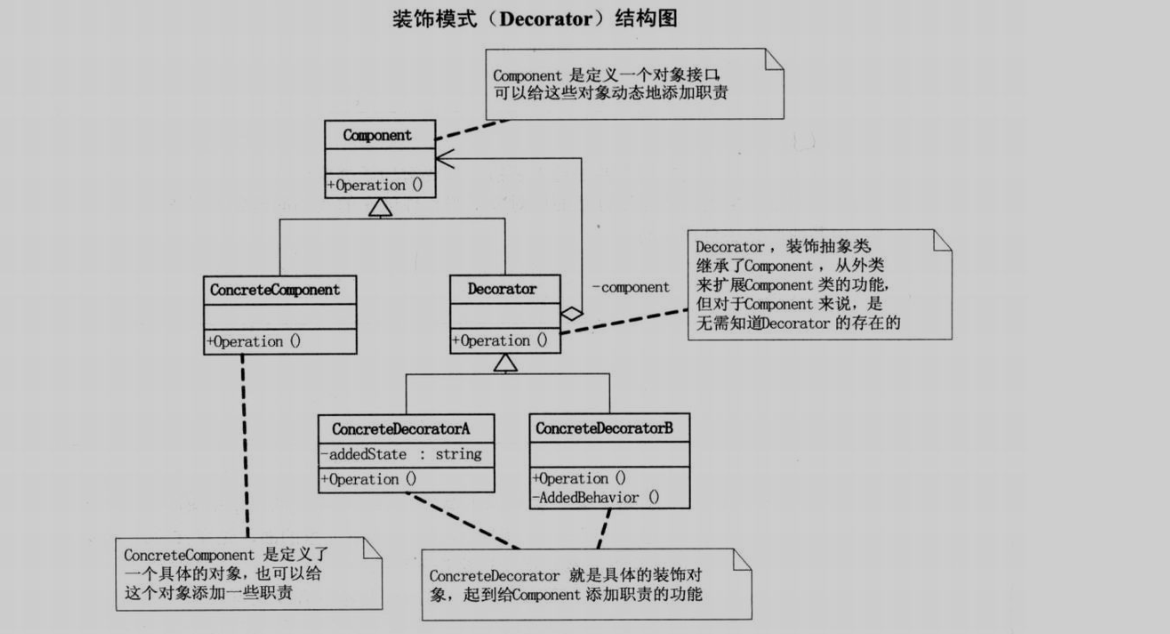 装饰模式（Decorator）结构图
Component 是定义一个对象接口，
可以给这些对象动态地添加职责
Component
+Operation ()
Decorator ，装饰抽象类，
继承了Component ，从外类
来扩展Component 类的功能，
但对于Component 来说，是
无需知道Decorator 的存在的
ConcreteComponent
+Operation ()
Decorator
+Operation ()
-component
ConcreteDecoratorA
-addedState : string
+Operation ()
ConcreteDecoratorB
+Operation ()
-AddedBehavior ()
ConcreteComponent 是定义了
一个具体的对象，也可以给
这个对象添加一些职责
ConcreteDecorator 就是具体的装饰对
象，起到给Component 添加职责的功能